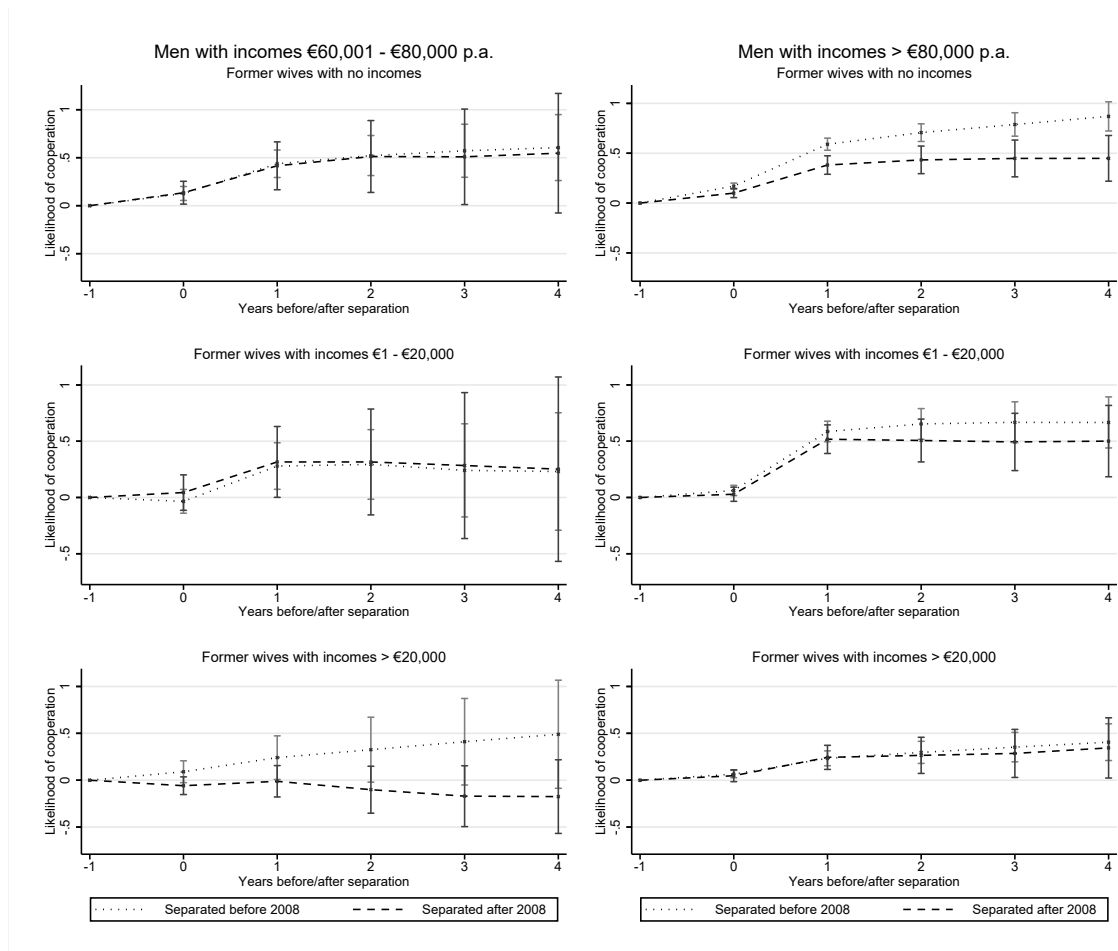 Men with incomes €60,001 - €80,000 p.a.
Former wives with no incomes
Likelihood of cooperation
1
.5
0
-.5
-1 0 1 2 3 4
Years before/after separation
Former wives with incomes €1 - €20,000
Likelihood of cooperation
1
.5
0
-.5
-1 0 1 2 3 4
Years before/after separation
Former wives with incomes > €20,000
Likelihood of cooperation
1
.5
0
-.5
-1 0 1 2 3 4
Years before/after separation
Separated before 2008 Separated after 2008
Men with incomes > €80,000 p.a.
Former wives with no incomes
Likelihood of cooperation
1
.5
0
-.5
-1 0 1 2 3 4
Years before/after separation
Former wives with incomes €1 - €20,000
Likelihood of cooperation
1
.5
0
-.5
-1 0 1 2 3 4
Years before/after separation
Former wives with incomes > €20,000
Likelihood of cooperation
1
.5
0
-.5
-1 0 1 2 3 4
Years before/after separation
Separated before 2008 Separated after 2008